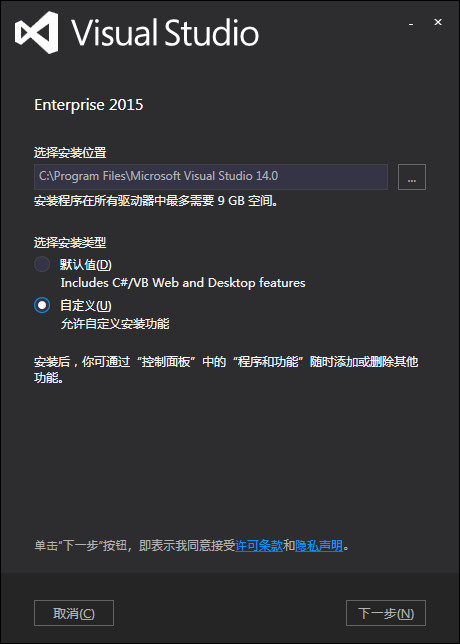 Visual Studio
Enterprise 2015
选择安装位置
C:\Program Files\Microsoft Visual Studio 14.0
...
安装程序在所有驱动器中最多需要 9 GB 空间。
选择安装类型
默认值(D)
Includes C#/VB Web and Desktop features
自定义(U)
允许自定义安装功能
安装后，你可通过“控制面板”中的“程序和功能”随时添加或删除其他
功能。
单击“下一步”按钮，即表示我同意接受许可条款和隐私声明。
取消(C)
下一步(N)